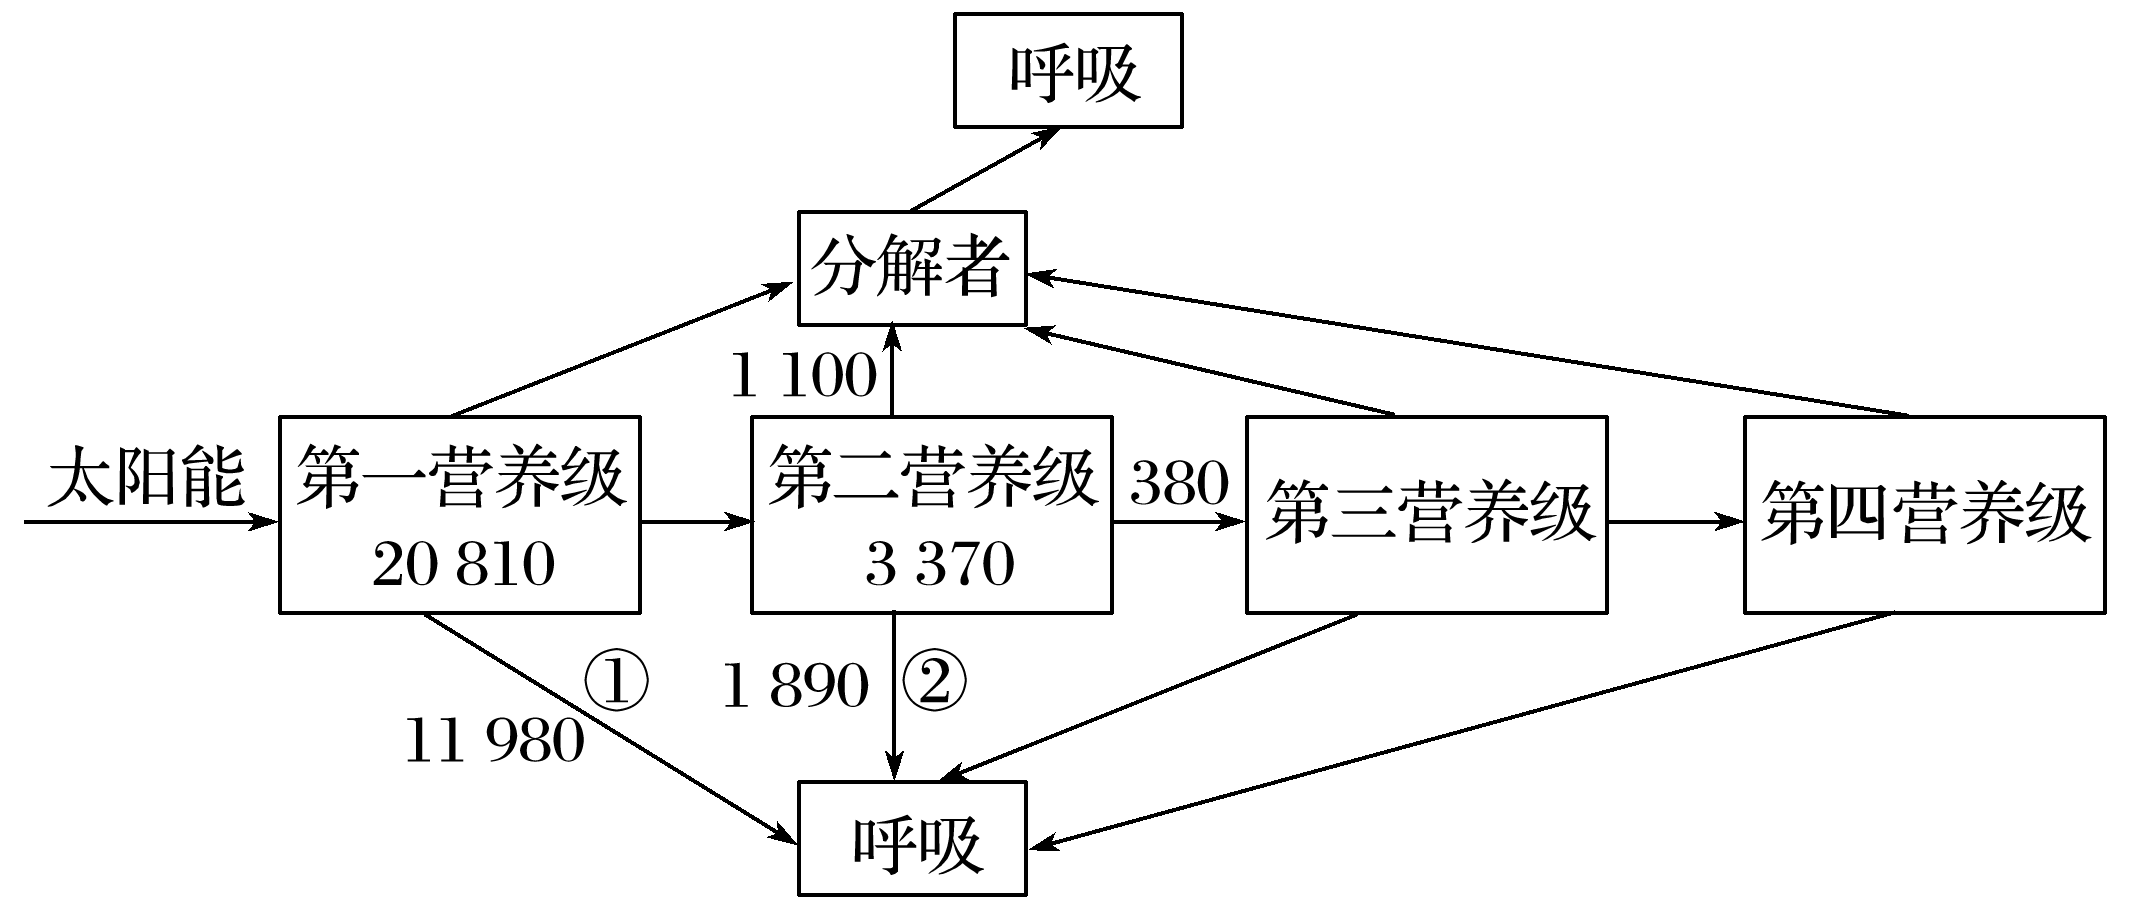 呼吸
分解者
1 100
太阳能
第一营养级
20 810
第二营养级
3 370
380
第三营养级
第四营养级
①
11 980
1 890
②
呼吸